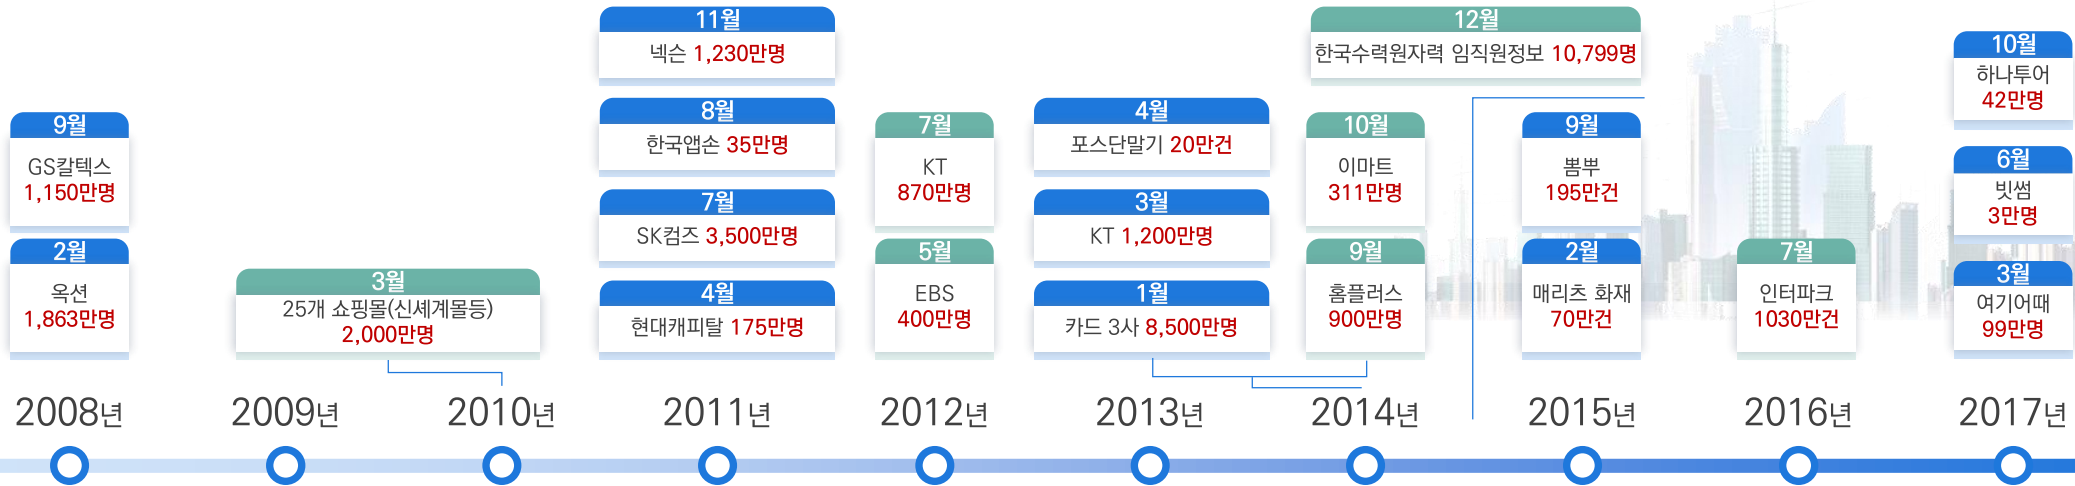 9월
GS칼텍스
1,150만명
2월
옥션
1,863만명
2008년
3월
25개 쇼핑몰(신세계몰등)
2,000만명
2009년
2010년
11월
넥슨 1,230만명
8월
한국앱손 35만명
7월
SK컴즈 3,500만명
4월
현대캐피탈 175만명
2011년
7월
KT
870만명
5월
EBS
400만명
2012년
4월
포스단말기 20만건
3월
KT 1,200만명
1월
카드 3사 8,500만명
2013년
12월
한국수력원자력 임직원정보 10,799명
10월
이마트
311만명
9월
홈플러스
900만명
2014년
9월
뽐뿌
195만건
2월
매리츠 화재
70만건
2015년
7월
인터파크
1030만건
2016년
10월
하나투어
42만명
6월
빗썸
3만명
3월
여기어때
99만명
2017년